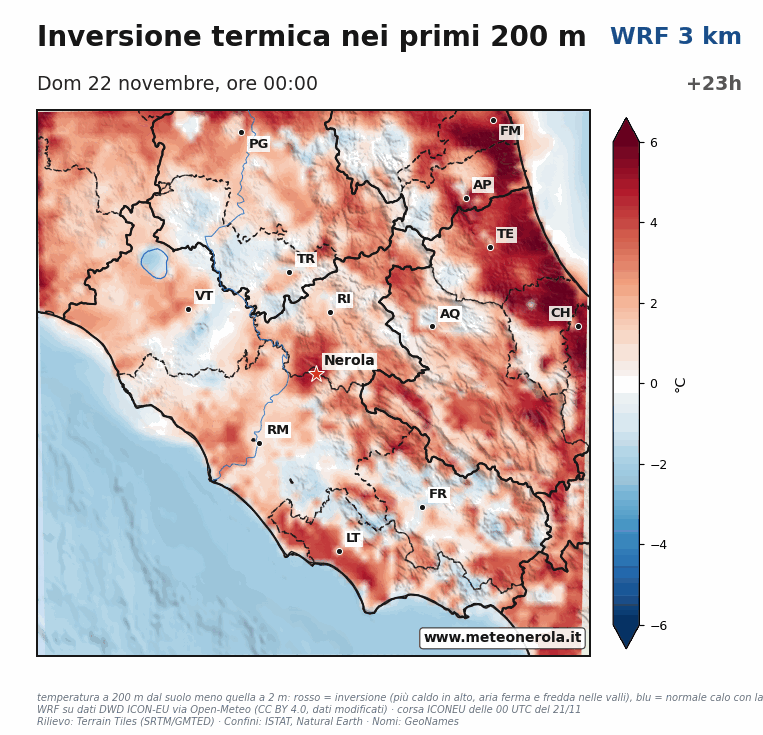 Inversione termica nei primi 200 m
WRF 3 km
Dom 22 novembre, ore 00:00
+23h
FM
PG
AP
TE
TR
VT
RI
AQ
CH
Nerola
RM
FR
LT
www.meteonerola.it
6
4
2
0
−2
−4
−6
°C
temperatura a 200 m dal suolo meno quella a 2 m: rosso = inversione (più caldo in alto, aria ferma e fredda nelle valli), blu = normale calo con la
WRF su dati DWD ICON-EU via Open-Meteo (CC BY 4.0, dati modificati) · corsa ICONEU delle 00 UTC del 21/11
Rilievo: Terrain Tiles (SRTM/GMTED) · Confini: ISTAT, Natural Earth · Nomi: GeoNames